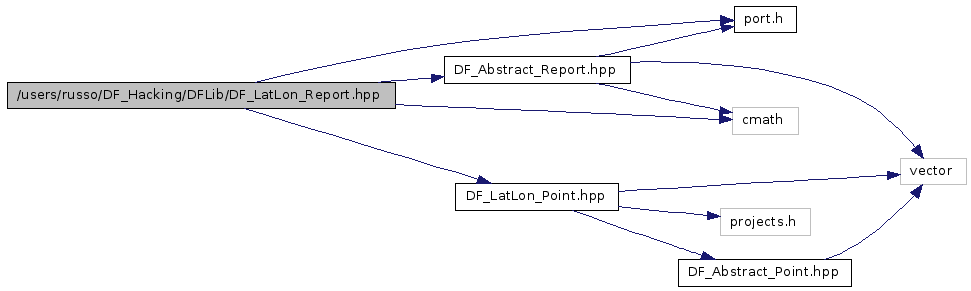 port.h
DF_Abstract_Report.hpp
/users/russo/DF_Hacking/DFLib/DF_LatLon_Report.hpp
cmath
vector
DF_LatLon_Point.hpp
projects.h
DF_Abstract_Point.hpp